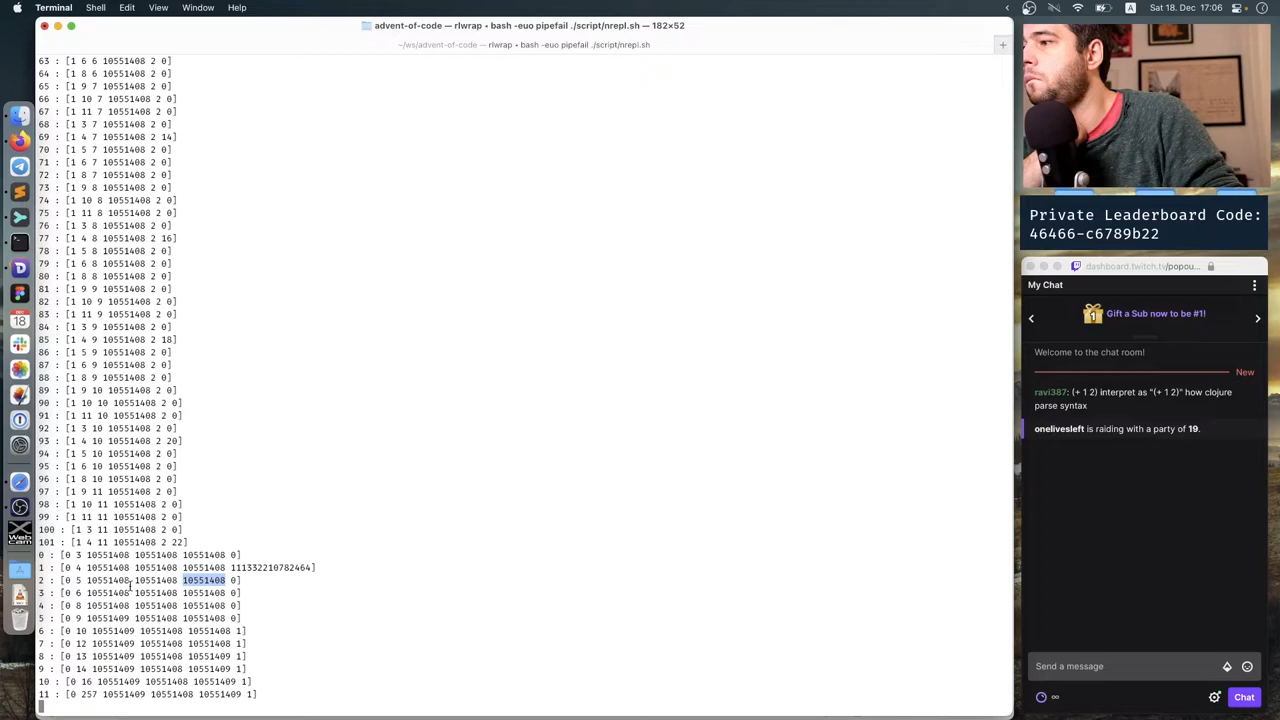 Terminal Shell Edit View Window Help
Sat 18. Dec 17:06
advent-of-code — rlwrap • bash -euo pipefail ./script/nrepl.sh — 182×52
~/ws/advent-of-code — rlwrap • bash -euo pipefail ./script/nrepl.sh
63 : [1 6 6 10551408 2 0]
64 : [1 8 6 10551408 2 0]
65 : [1 9 7 10551408 2 0]
66 : [1 10 7 10551408 2 0]
67 : [1 11 7 10551408 2 0]
68 : [1 3 7 10551408 2 0]
69 : [1 4 7 10551408 2 14]
70 : [1 5 7 10551408 2 0]
71 : [1 6 7 10551408 2 0]
72 : [1 8 7 10551408 2 0]
73 : [1 9 8 10551408 2 0]
74 : [1 10 8 10551408 2 0]
75 : [1 11 8 10551408 2 0]
76 : [1 3 8 10551408 2 0]
77 : [1 4 8 10551408 2 16]
78 : [1 5 8 10551408 2 0]
79 : [1 6 8 10551408 2 0]
80 : [1 8 8 10551408 2 0]
81 : [1 9 9 10551408 2 0]
82 : [1 10 9 10551408 2 0]
83 : [1 11 9 10551408 2 0]
84 : [1 3 9 10551408 2 0]
85 : [1 4 9 10551408 2 18]
86 : [1 5 9 10551408 2 0]
87 : [1 6 9 10551408 2 0]
88 : [1 8 9 10551408 2 0]
89 : [1 9 10 10551408 2 0]
90 : [1 10 10 10551408 2 0]
91 : [1 11 10 10551408 2 0]
92 : [1 3 10 10551408 2 0]
93 : [1 4 10 10551408 2 20]
94 : [1 5 10 10551408 2 0]
95 : [1 6 10 10551408 2 0]
96 : [1 8 10 10551408 2 0]
97 : [1 9 11 10551408 2 0]
98 : [1 10 11 10551408 2 0]
99 : [1 11 11 10551408 2 0]
100 : [1 3 11 10551408 2 0]
101 : [1 4 11 10551408 2 22]
0 : [0 3 10551408 10551408 10551408 0]
1 : [0 4 10551408 10551408 10551408 111332210782464]
2 : [0 5 10551408 10551408 10551408 0]
3 : [0 6 10551408 10551408 10551408 0]
4 : [0 8 10551408 10551408 10551408 0]
5 : [0 9 10551409 10551408 10551408 0]
6 : [0 10 10551409 10551408 10551408 1]
7 : [0 12 10551409 10551408 10551408 1]
8 : [0 13 10551409 10551408 10551409 1]
9 : [0 14 10551409 10551408 10551409 1]
10 : [0 16 10551409 10551408 10551409 1]
11 : [0 257 10551409 10551408 10551409 1]
Private Leaderboard Code:
46466-c6789b22
dashboard.twitch.tv/popou...
My Chat
Gift a Sub now to be #1!
Welcome to the chat room!
New
ravi387: (+ 1 2) interpret as "(+ 1 2)" how clojure
parse syntax
onelivesleft is raiding with a party of 19.
Send a message
Chat